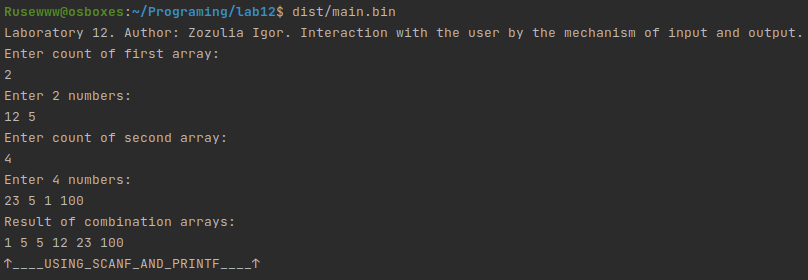 Rusewww@osboxes:~/Programing/lab12$ dist/main.bin
Laboratory 12. Author: Zozulia Igor. Interaction with the user by the mechanism of input and output.
Enter count of first array:
2
Enter 2 numbers:
12 5
Enter count of second array:
4
Enter 4 numbers:
23 5 1 100
Result of combination arrays:
1 5 5 12 23 100
↑____USING_SCANF_AND_PRINTF____↑